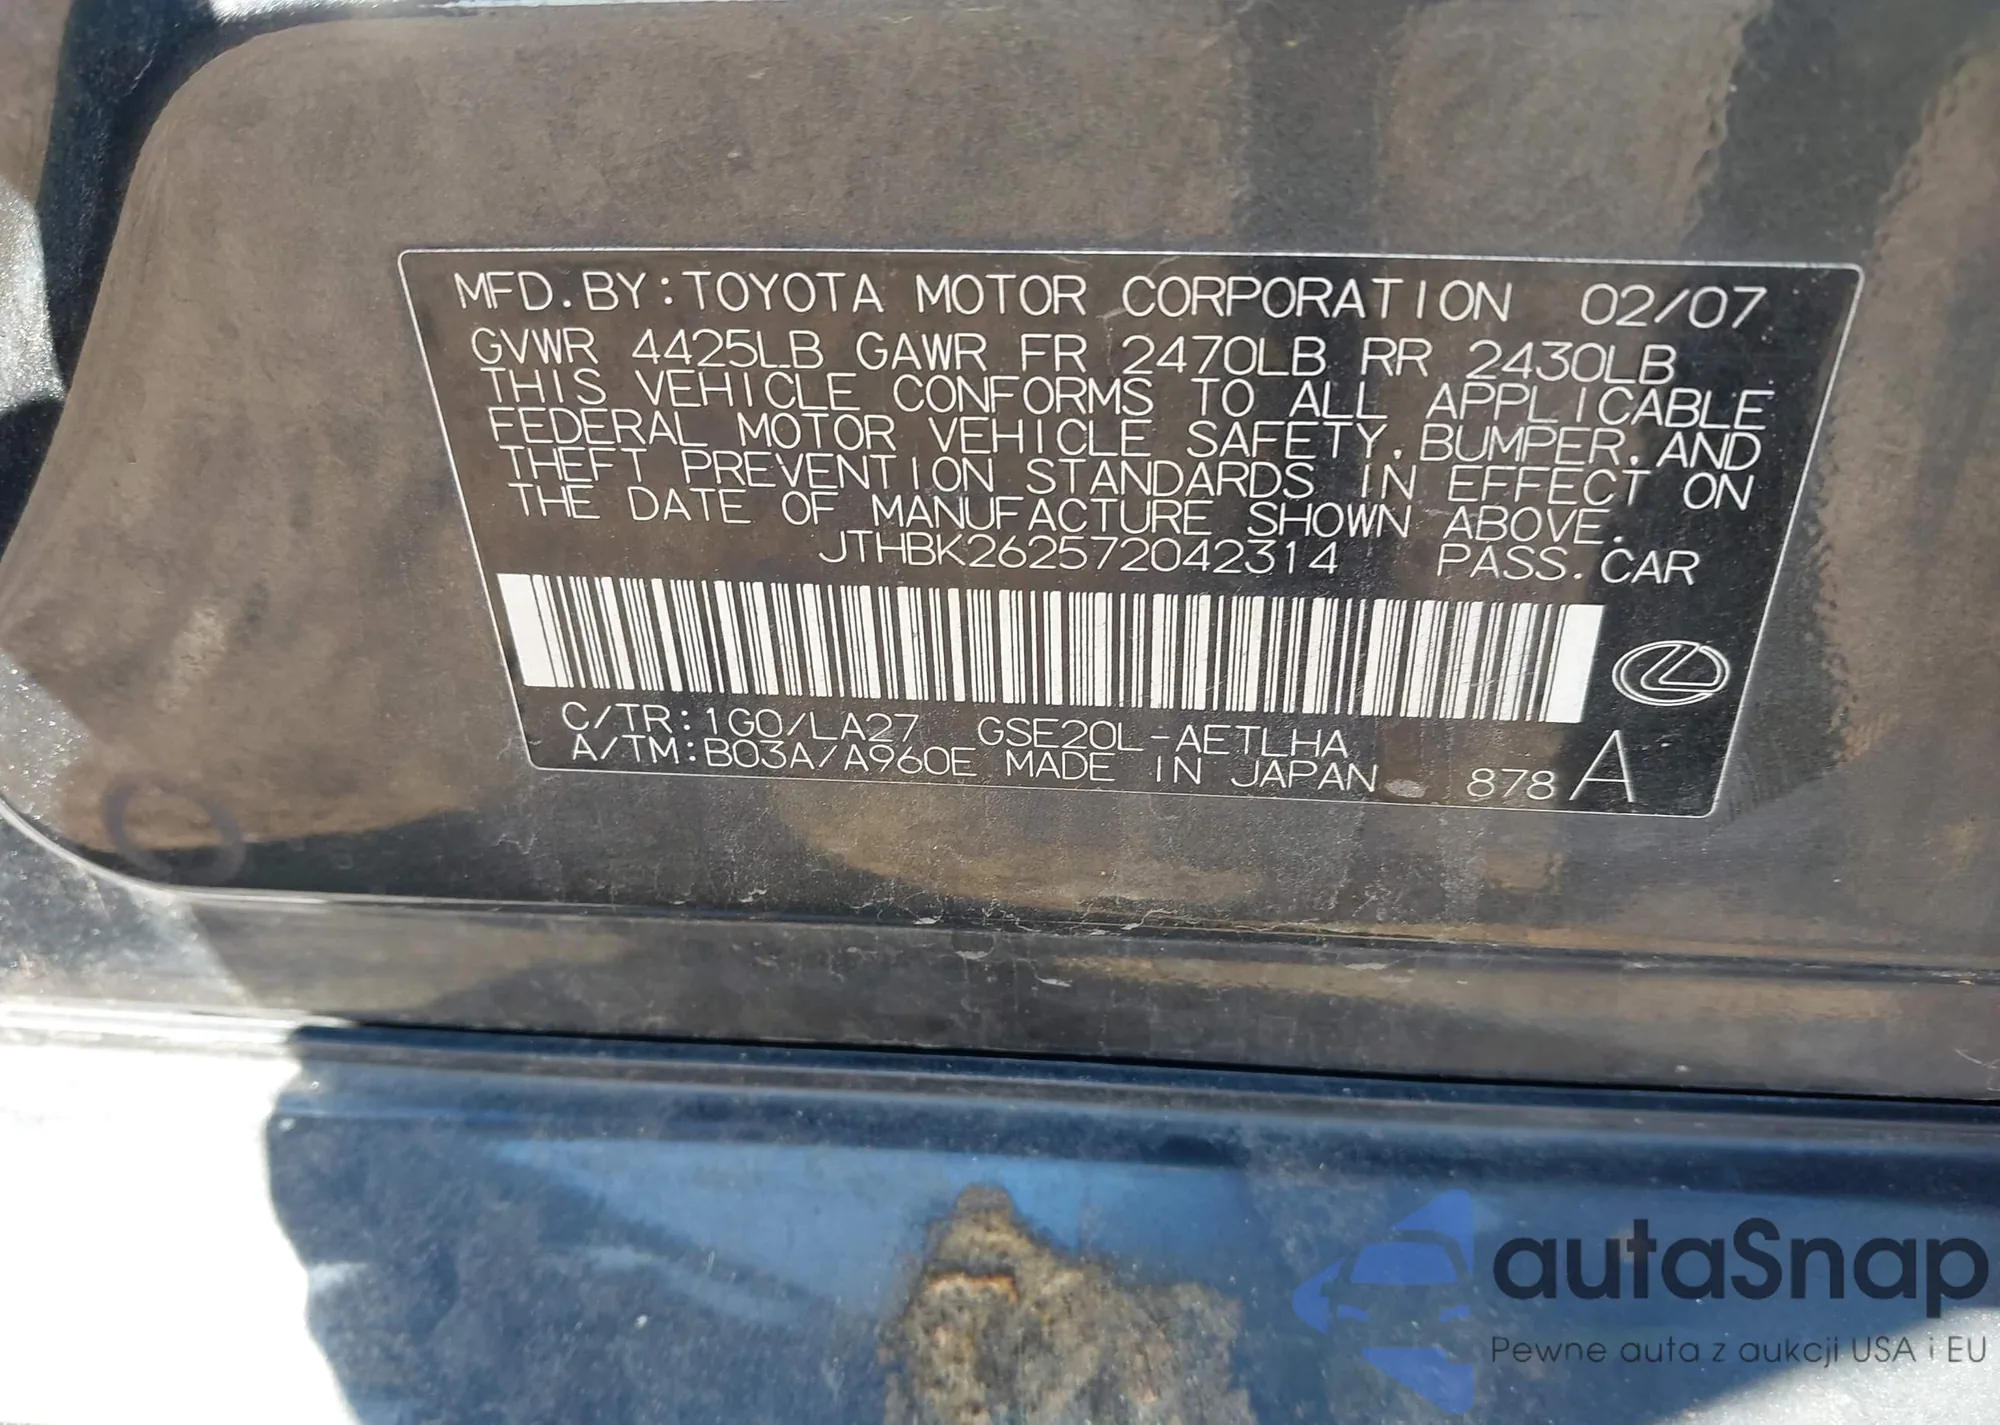 MFD. BY: TOYOTA MOTOR CORPORATION 02/07
GVWR 4425LB GAWR FR 2470LB RR 2430LB
THIS VEHICLE CONFORMS TO ALL APPLICABLE
FEDERAL MOTOR VEHICLE SAFETY, BUMPER, AND
THEFT PREVENTION STANDARDS IN EFFECT ON
THE DATE OF MANUFACTURE SHOWN ABOVE.
JTHBK262572042314 PASS. CAR
C/TR: 1G0/LA27 GSE20L-AETLHA
A/TM: B03A/A960E MADE IN JAPAN 878 A
autaSnap
Pewne auta z aukcji USA i EU